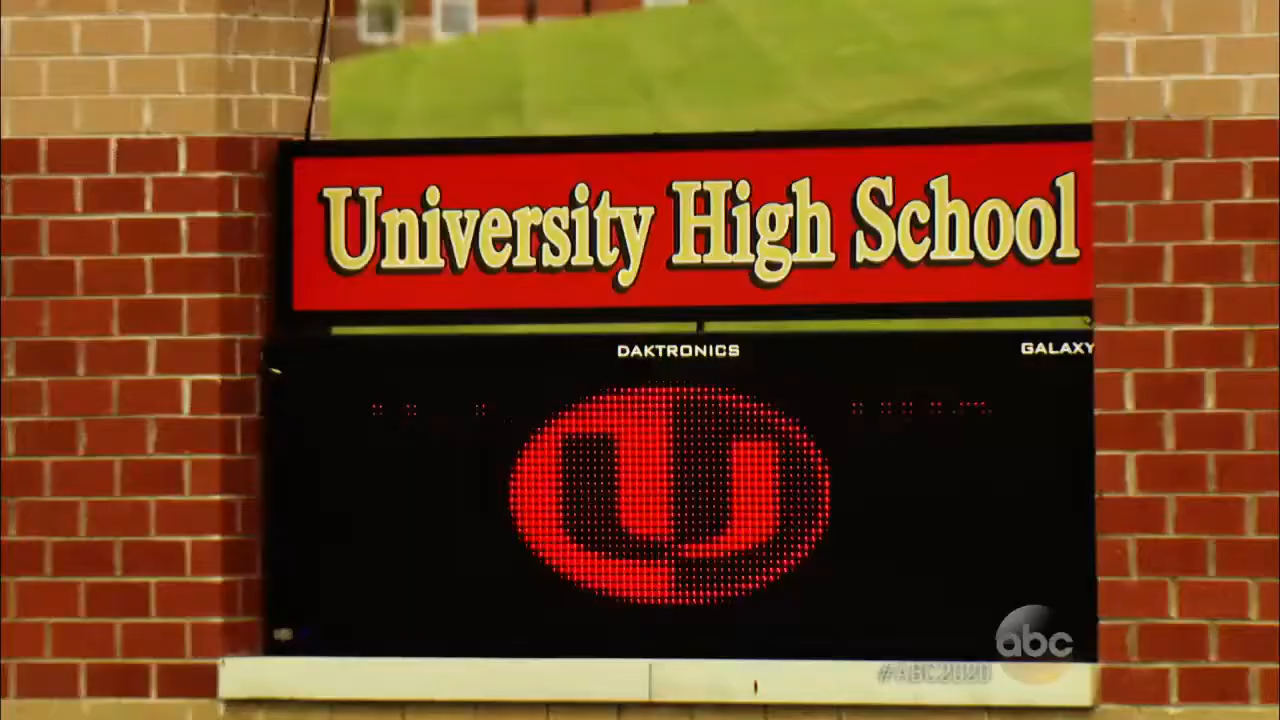 University High School
DAKTRONICS
GALAXY
U
abc
#ABC2020